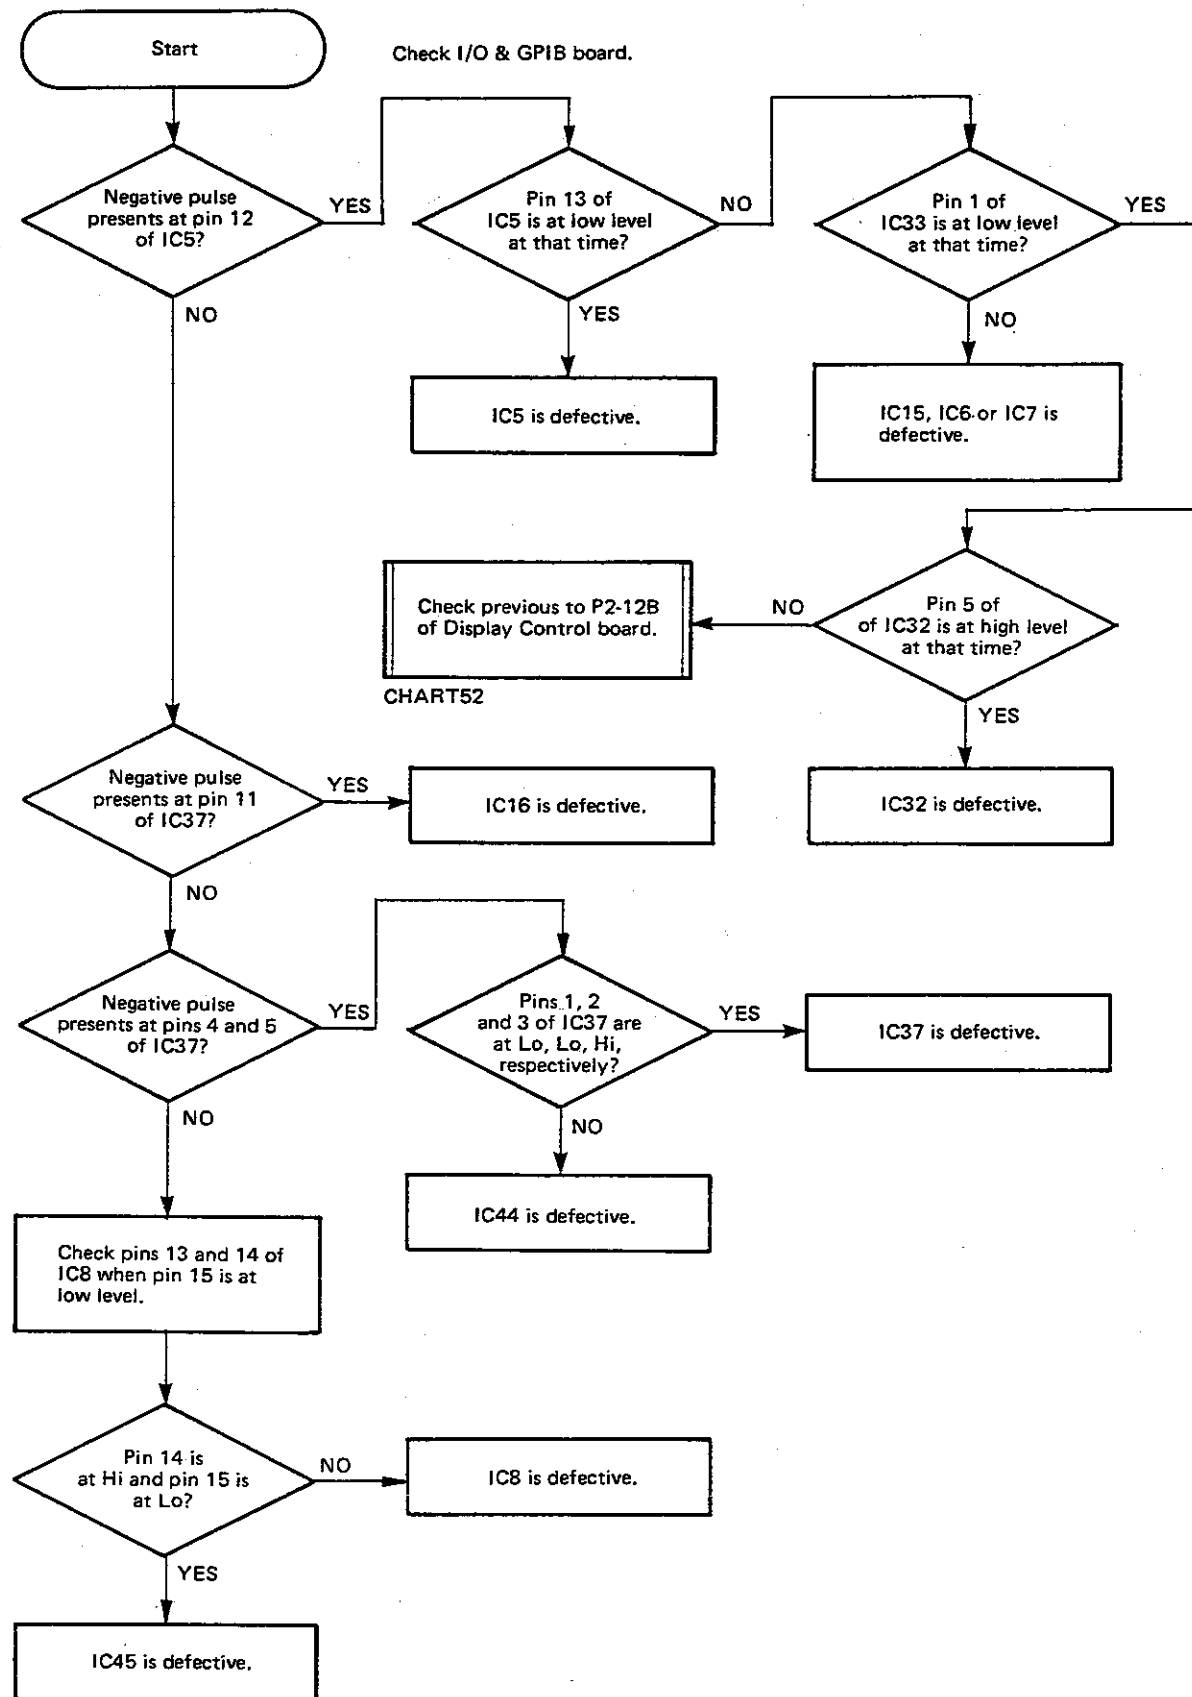 Start
Check I/O & GPIB board.
Negative pulse
presents at pin 12
of IC5?
YES
NO
Pin 13 of
IC5 is at low level
at that time?
NO
YES
Pin 1 of
IC33 is at low level
at that time?
YES
NO
IC5 is defective.
IC15, IC6 or IC7 is
defective.
Check previous to P2-12B
of Display Control board.
CHART52
NO
Pin 5 of
of IC32 is at high level
at that time?
YES
Negative pulse
presents at pin 11
of IC37?
YES
NO
IC16 is defective.
IC32 is defective.
Negative pulse
presents at pins 4 and 5
of IC37?
YES
NO
Pins 1, 2
and 3 of IC37 are
at Lo, Lo, Hi,
respectively?
YES
NO
IC37 is defective.
IC44 is defective.
Check pins 13 and 14 of
IC8 when pin 15 is at
low level.
Pin 14 is
at Hi and pin 15 is
at Lo?
NO
YES
IC8 is defective.
IC45 is defective.